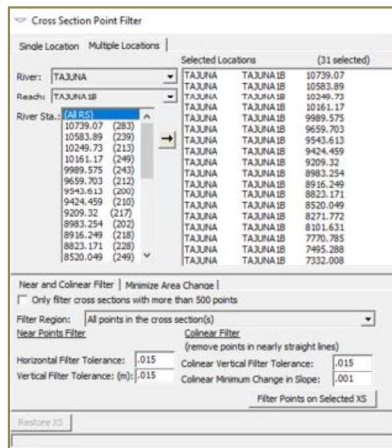 Cross Section Point Filter
Single Location Multiple Locations
Selected Locations (31 selected)
River: TAJUNA
Reach: TAJUNA1B
River Sta.: (All RS)
10739.07 (283)
10583.89 (239)
10249.73 (213)
10161.17 (249)
9989.575 (243)
9659.703 (212)
9543.613 (200)
9424.459 (210)
9209.32 (217)
8983.254 (202)
8916.249 (218)
8823.171 (228)
8520.049 (249)
TAJUNA TAJUNA1B 10739.07
TAJUNA TAJUNA1B 10583.89
TAJUNA TAJUNA1B 10249.73
TAJUNA TAJUNA1B 10161.17
TAJUNA TAJUNA1B 9989.575
TAJUNA TAJUNA1B 9659.703
TAJUNA TAJUNA1B 9543.613
TAJUNA TAJUNA1B 9424.459
TAJUNA TAJUNA1B 9209.32
TAJUNA TAJUNA1B 8983.254
TAJUNA TAJUNA1B 8916.249
TAJUNA TAJUNA1B 8823.171
TAJUNA TAJUNA1B 8520.049
TAJUNA TAJUNA1B 8271.772
TAJUNA TAJUNA1B 8101.631
TAJUNA TAJUNA1B 7770.785
TAJUNA TAJUNA1B 7495.288
TAJUNA TAJUNA1B 7332.008
Near and Colinear Filter Minimize Area Change
Only filter cross sections with more than 500 points
Filter Region: All points in the cross section(s)
Near Points Filter
Horizontal Filter Tolerance: .015
Vertical Filter Tolerance: (m): .015
Colinear Filter
(remove points in nearly straight lines)
Colinear Vertical Filter Tolerance: .015
Colinear Minimum Change in Slope: .001
Filter Points on Selected XS
Restore XS